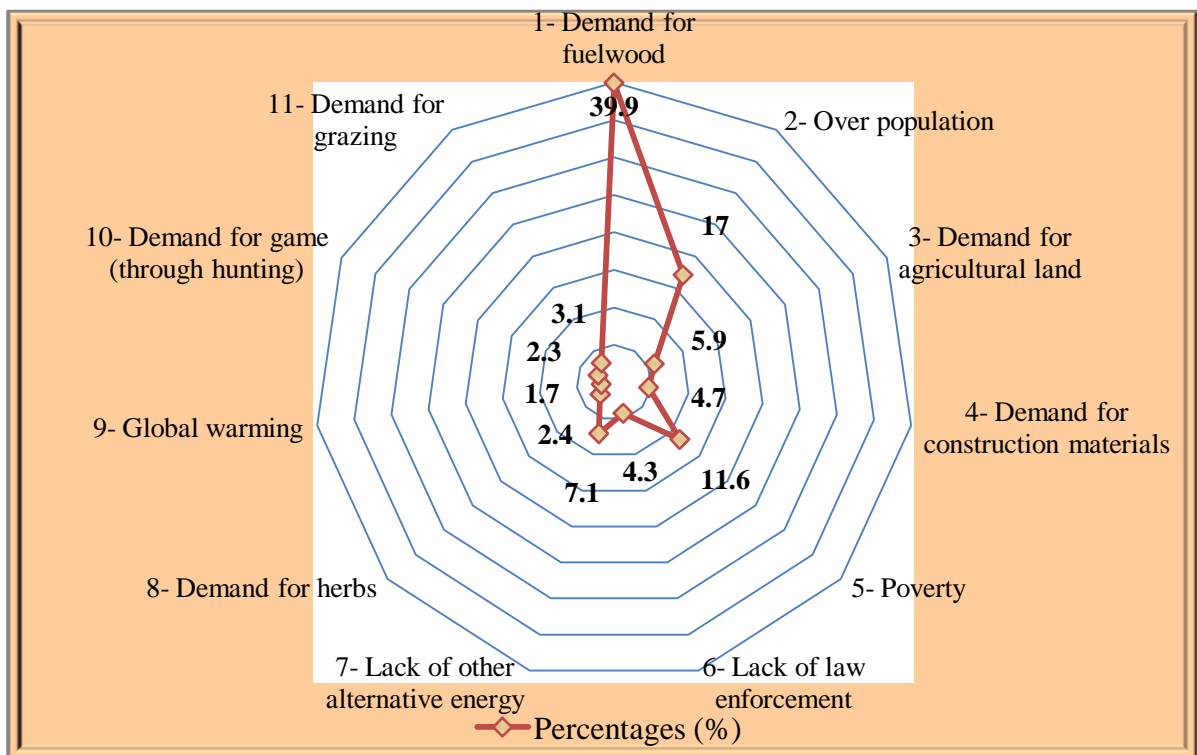 1- Demand for
fuelwood
39.9
2- Over population
17
3- Demand for
agricultural land
5.9
4- Demand for
construction materials
4.7
5- Poverty
11.6
6- Lack of law
enforcement
4.3
7- Lack of other
alternative energy
7.1
8- Demand for herbs
2.4
9- Global warming
1.7
10- Demand for game
(through hunting)
2.3
11- Demand for
grazing
3.1
Percentages (%)